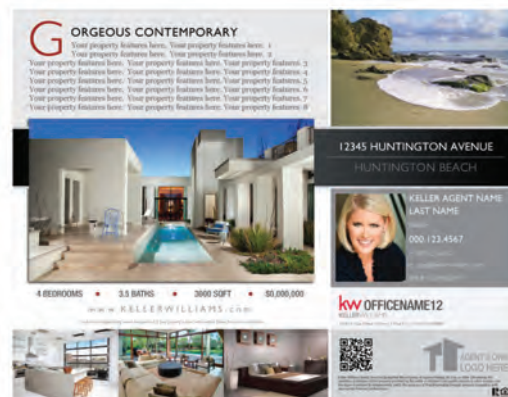 GORGEOUS CONTEMPORARY
Your property features here. Your property features here. 1
Your property features here. Your property features here. 2
Your property features here. Your property features here. Your property features. 3
Your property features here. Your property features here. Your property features. 4
Your property features here. Your property features here. Your property features. 5
Your property features here. Your property features here. Your property features. 6
Your property features here. Your property features here. Your property features. 7
Your property features here. Your property features here. Your property features. 8
12345 HUNTINGTON AVENUE
HUNTINGTON BEACH
KELLER AGENT NAME
LAST NAME
000.123.4567
4 BEDROOMS • 3.5 BATHS • 3600 SQFT • $0,000,000
www.KELLERWILLIAMS.com
kw OFFICENAME12
KELLERWILLIAMS
LOGO HERE